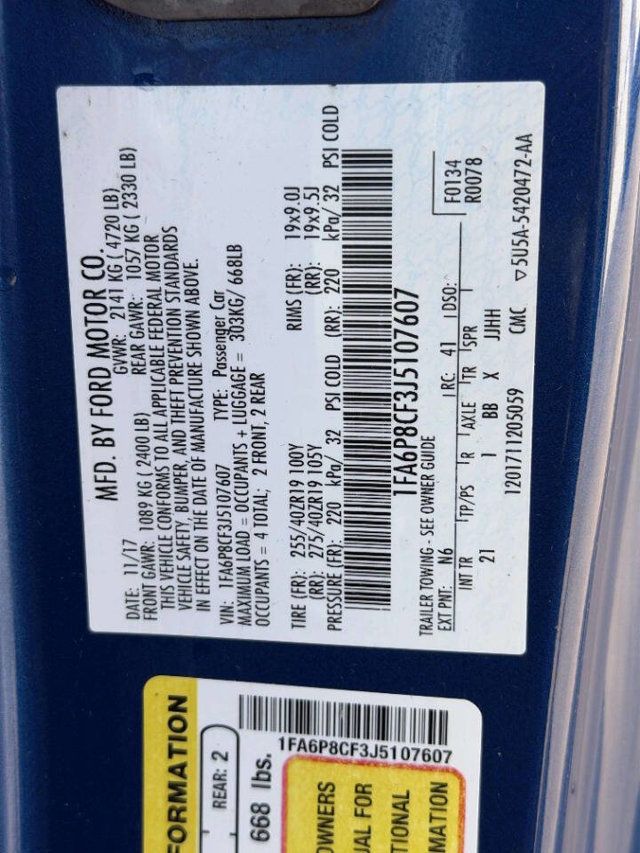 MFD. BY FORD MOTOR CO.
DATE: 11/17 GVWR: 2141 KG ( 4720 LB)
FRONT GAWR: 1089 KG ( 2400 LB) REAR GAWR: 1057 KG ( 2330 LB)
THIS VEHICLE CONFORMS TO ALL APPLICABLE FEDERAL MOTOR
VEHICLE SAFETY, BUMPER, AND THEFT PREVENTION STANDARDS
IN EFFECT ON THE DATE OF MANUFACTURE SHOWN ABOVE.
VIN: 1FA6P8CF3J5107607 TYPE: Passenger Car
MAXIMUM LOAD = OCCUPANTS + LUGGAGE = 303KG/ 668LB
OCCUPANTS = 4 TOTAL; 2 FRONT, 2 REAR
TIRE (FR): 255/40ZR19 100Y RIMS (FR): 19x9.0J
(RR): 275/40ZR19 105Y (RR): 19x9.5J
PRESSURE (FR): 220 kPa/ 32 PSI COLD (RR): 220 kPa/ 32 PSI COLD
1FA6P8CF3J5107607
TRAILER TOWING - SEE OWNER GUIDE
EXT PNT: N6 RC: 41 DSO: F0134
R0078
INT TR TP/PS R AXLE TR SPR
21 I BB X JJHH
1201711205059 CMC 5U5A-5420472-AA
FORMATION
REAR: 2
668 lbs.
1FA6P8CF3J5107607
OWNERS
UAL FOR
TIONAL
MATION